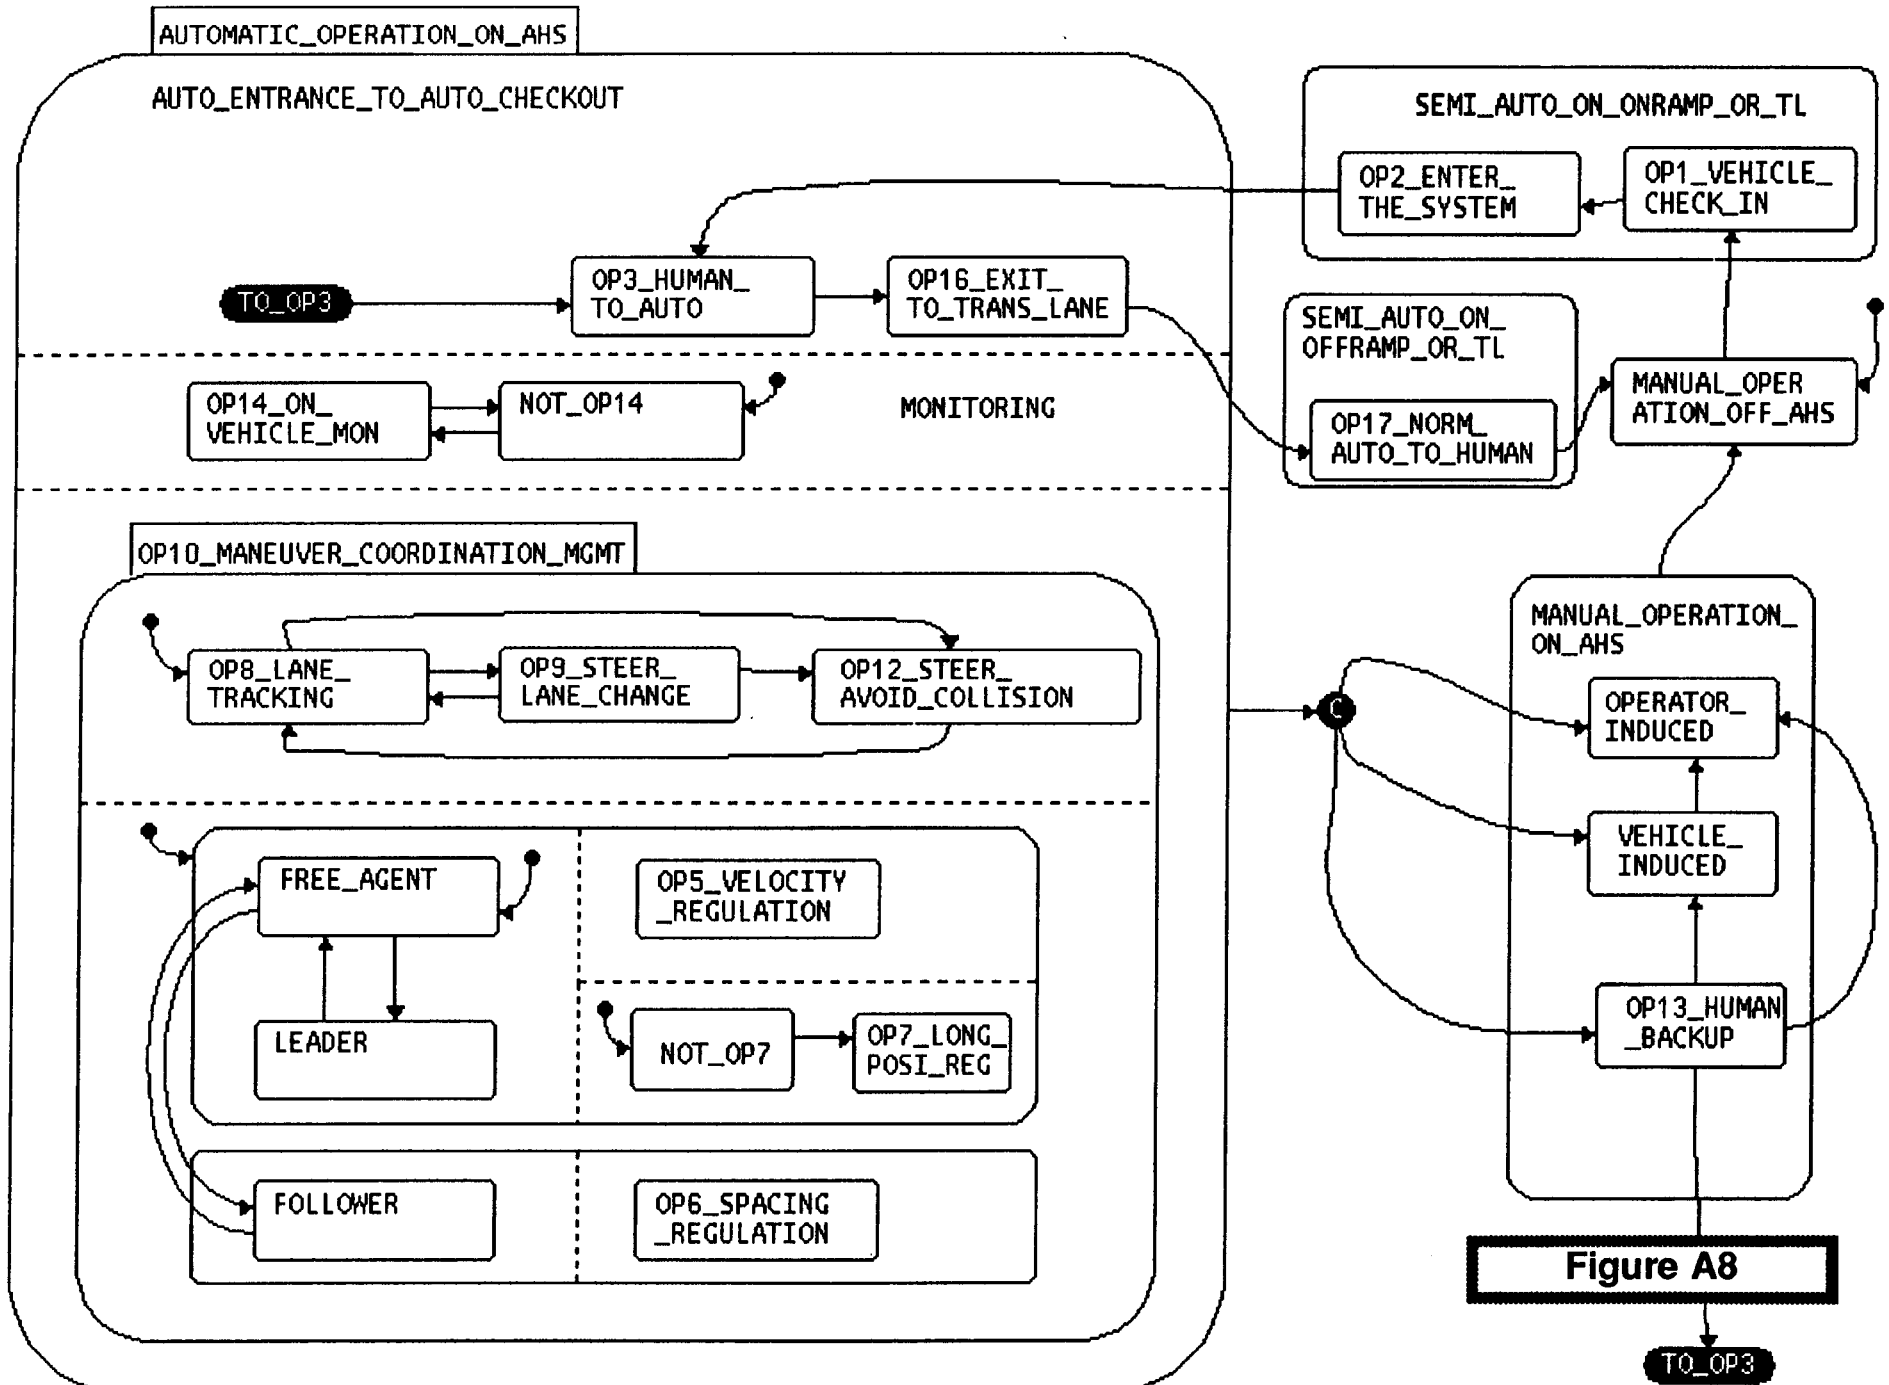 AUTOMATIC_OPERATION_ON_AHS
AUTO_ENTRANCE_TO_AUTO_CHECKOUT
SEMI_AUTO_ON_ONRAMP_OR_TL
OP2_ENTER_
THE_SYSTEM
OP1_VEHICLE_
CHECK_IN
TO_OP3
OP3_HUMAN_
TO_AUTO
OP16_EXIT_
TO_TRANS_LANE
SEMI_AUTO_ON_
OFFRAMP_OR_TL
OP17_NORM_
AUTO_TO_HUMAN
MANUAL_OPER
ATION_OFF_AHS
OP14_ON_
VEHICLE_MON
NOT_OP14
MONITORING
OP10_MANEUVER_COORDINATION_MGMT
OP8_LANE_
TRACKING
OP9_STEER_
LANE_CHANGE
OP12_STEER_
AVOID_COLLISION
C
MANUAL_OPERATION_
ON_AHS
OPERATOR_
INDUCED
VEHICLE_
INDUCED
OP13_HUMAN
_BACKUP
FREE_AGENT
OP5_VELOCITY
_REGULATION
LEADER
NOT_OP7
OP7_LONG_
POSI_REG
FOLLOWER
OP6_SPACING
_REGULATION
Figure A8
TO_OP3